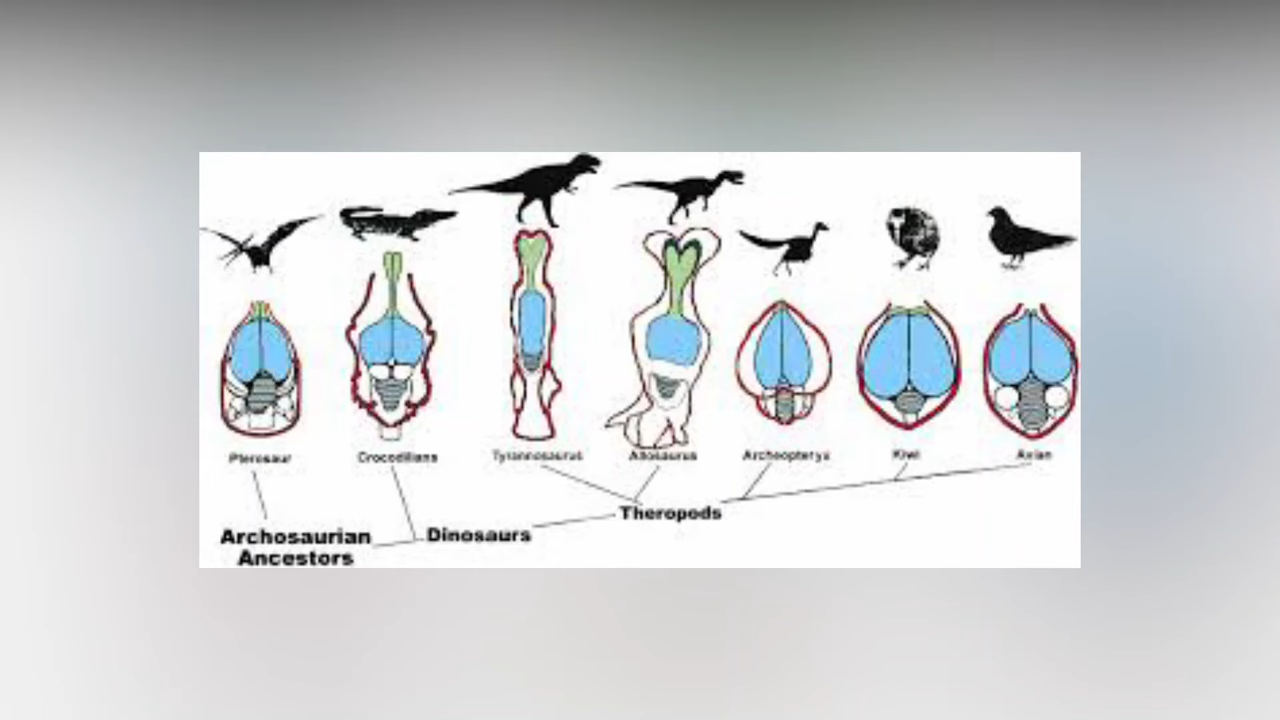 Pterosaur
Crocodilians
Tyrannosaurus
Allosaurus
Archeopteryx
Kiwi
Avian
Theropods
Archosaurian
Ancestors
Dinosaurs